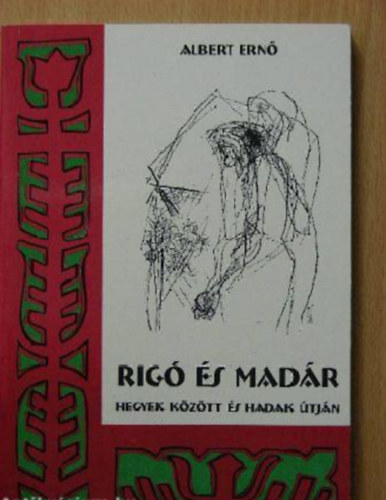 ALBERT ERNŐ
RIGÓ ÉS MADÁR
HEGYEK KÖZÖTT ÉS HADAK ÚTJÁN